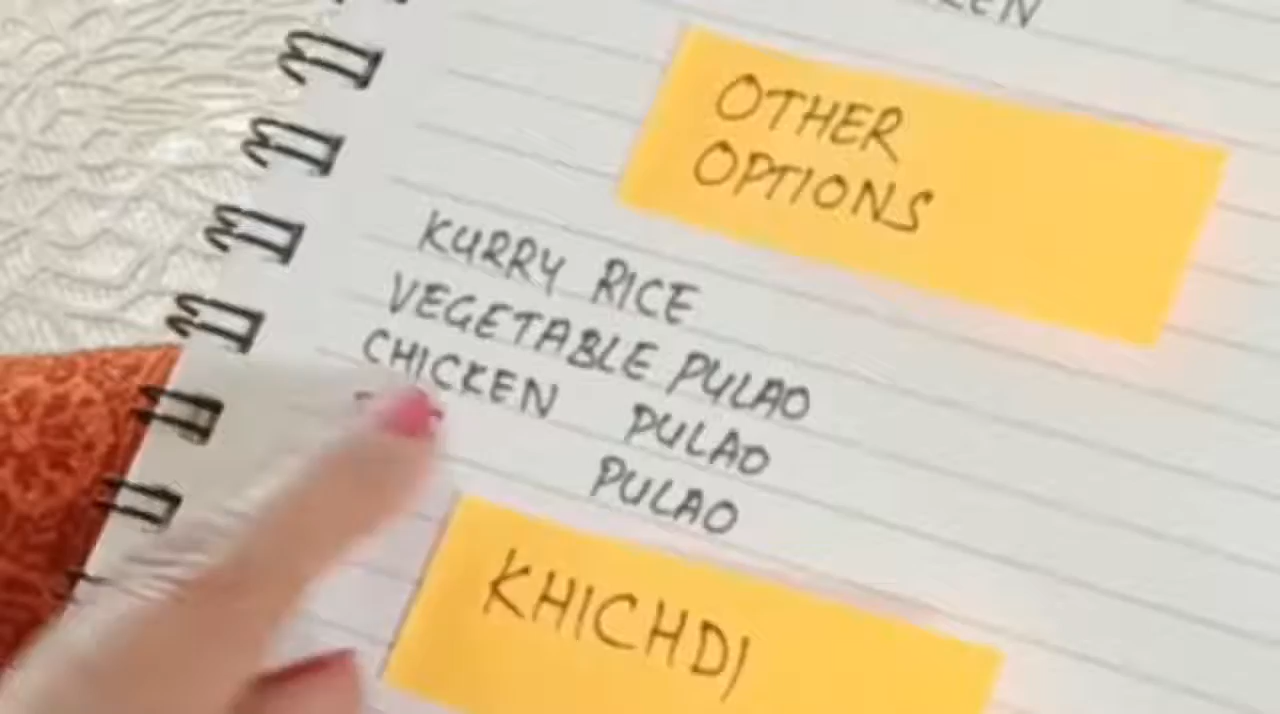 OTHER
OPTIONS
KURRY RICE
VEGETABLE PULAO
CHICKEN PULAO
PULAO
KHICHDI